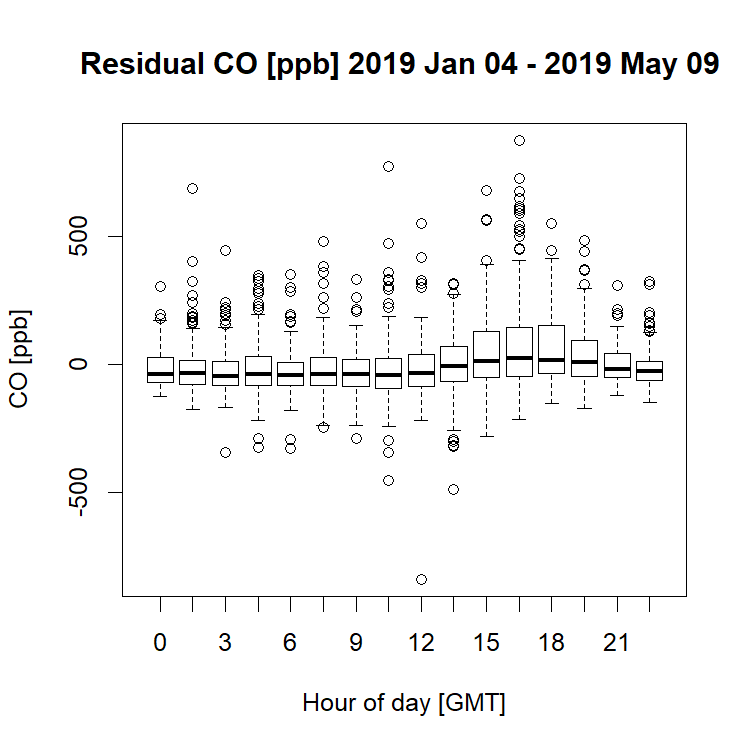 Residual CO [ppb] 2019 Jan 04 - 2019 May 09
CO [ppb]
500
0
-500
0 3 6 9 12 15 18 21
Hour of day [GMT]